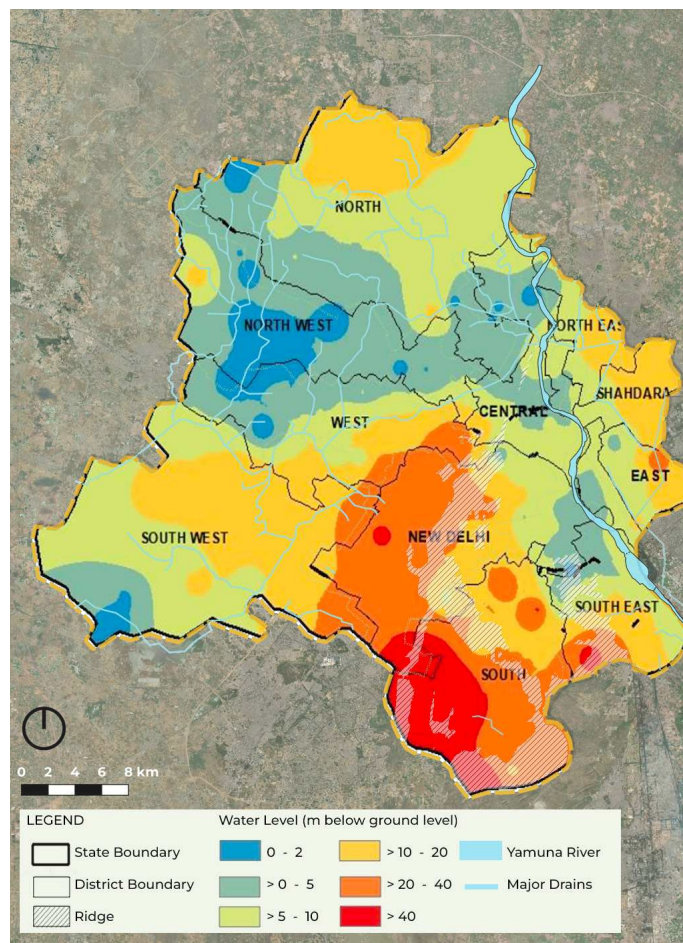 NORTH
NORTH WEST
NORTH EAS
SHAHDARA
CENTRAL
WEST
EAST
SOUTH WEST
NEW DELHI
SOUTH EAST
SOUTH
0 2 4 6 8 km
LEGEND
Water Level (m below ground level)
State Boundary
0 - 2
> 10 - 20
Yamuna River
District Boundary
> 0 - 5
> 20 - 40
Major Drains
Ridge
> 5 - 10
> 40